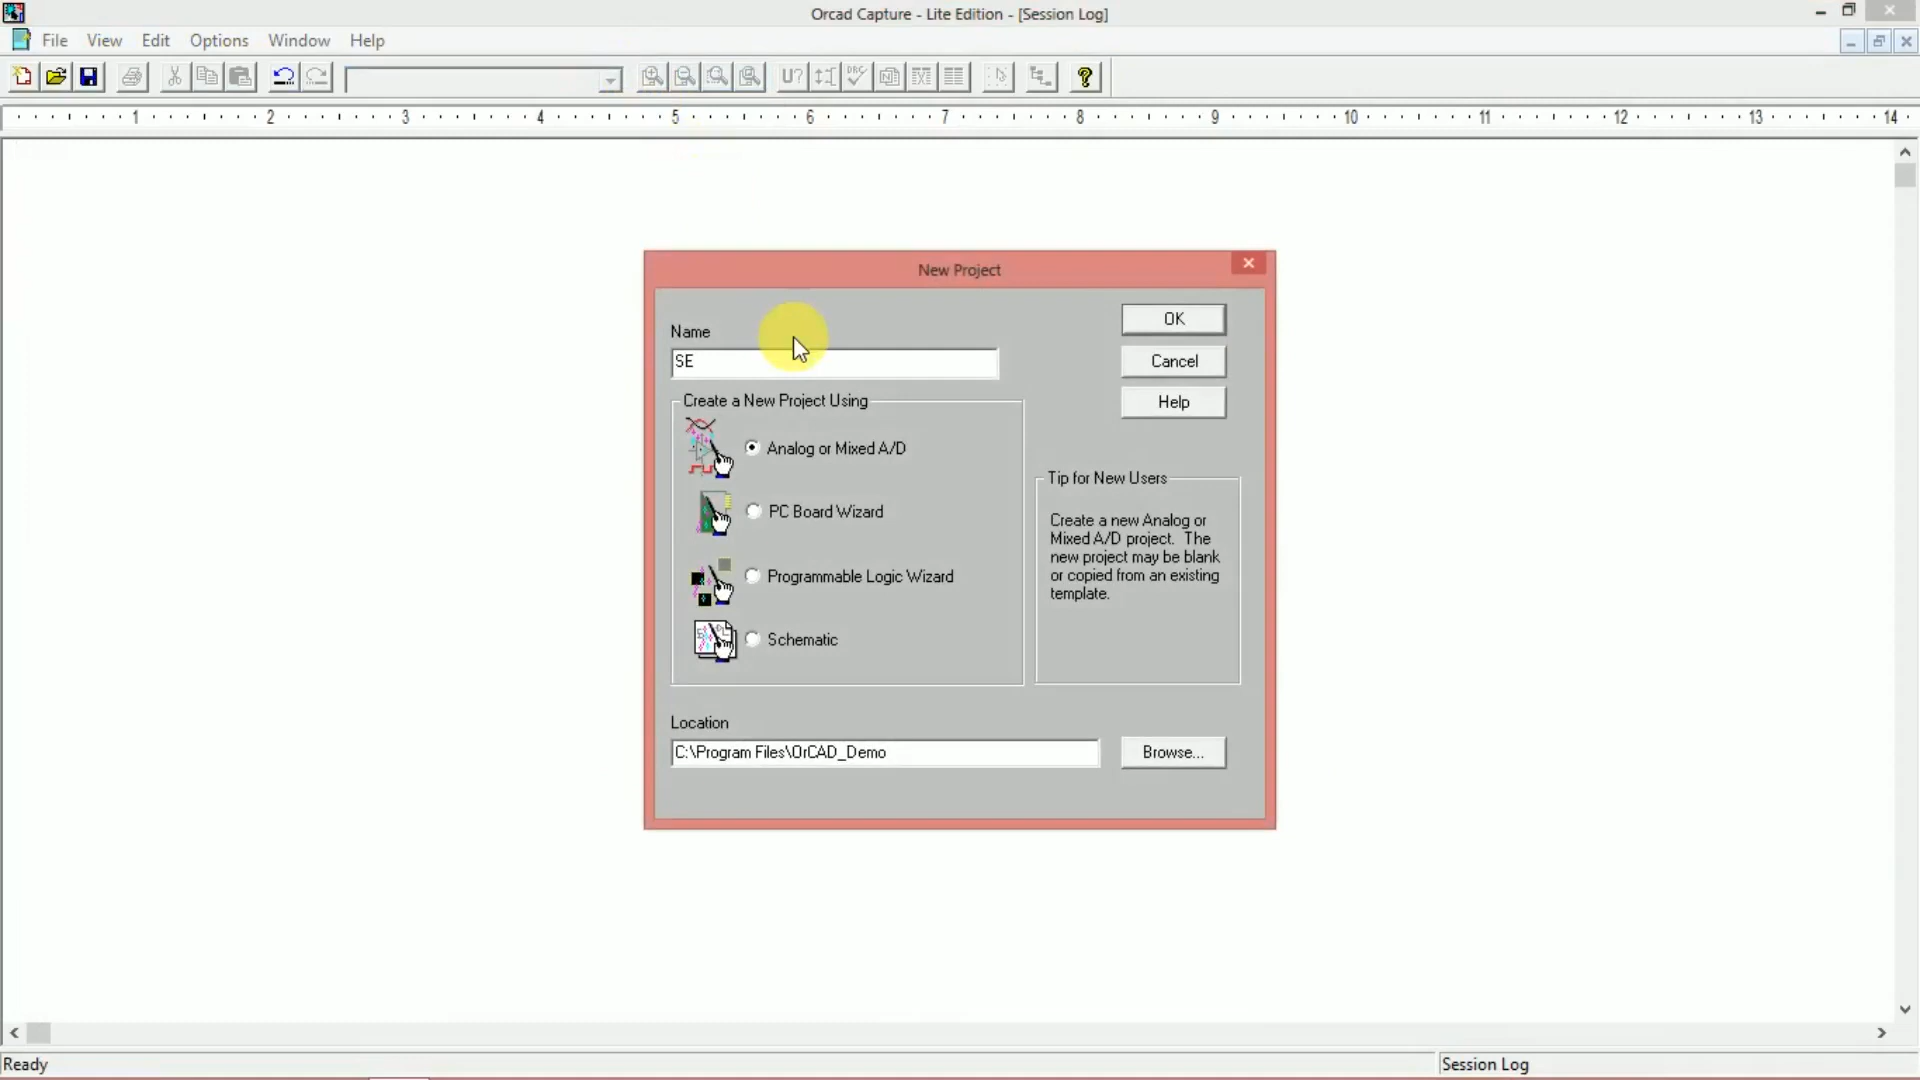 Orcad Capture - Lite Edition - [Session Log]
File View Edit Options Window Help
U? DRC
1 2 3 4 5 6 7 8 9 10 11 12 13 14
New Project
Name
SE
OK
Cancel
Help
Create a New Project Using
Analog or Mixed A/D
PC Board Wizard
Programmable Logic Wizard
Schematic
Tip for New Users
Create a new Analog or
Mixed A/D project. The
new project may be blank
or copied from an existing
template.
Location
C:\Program Files\OrCAD_Demo
Browse...
Ready
Session Log